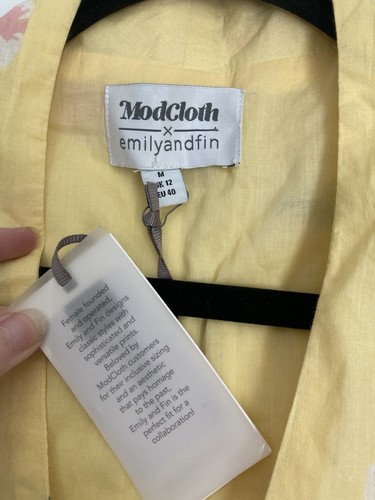 ModCloth
×
emilyandfin
M
UK 12
EU 40
Female founded
and operated,
Emily and Fin designs
classic styles with
sophisticated and
versatile prints.
Beloved by
ModCloth customers
for their inclusive sizing
and an aesthetic
that pays homage
to the past,
Emily and Fin is the
perfect fit for a
collaboration!